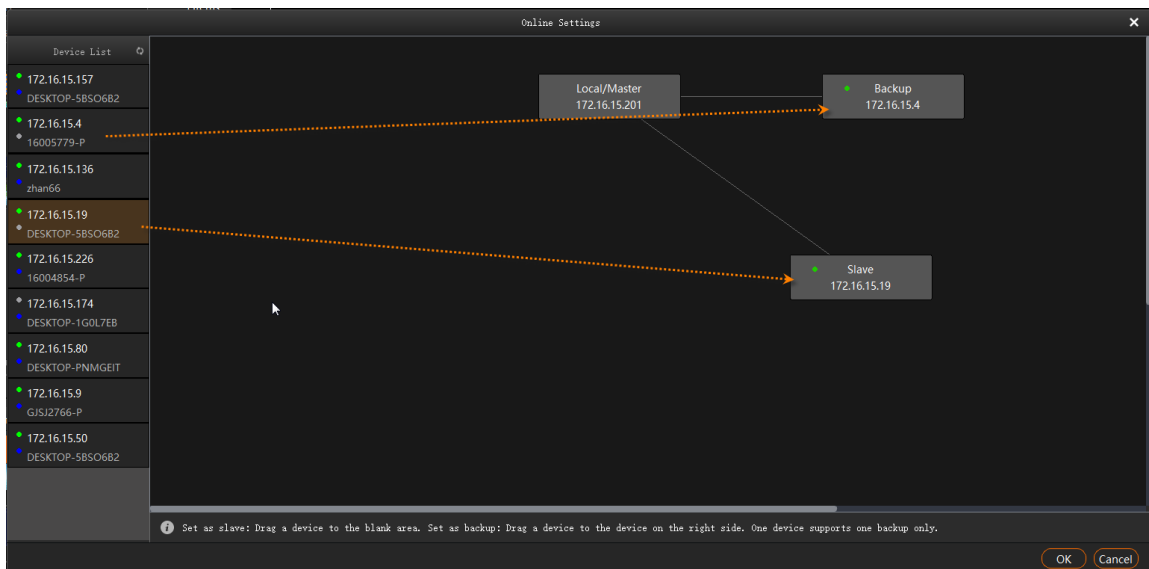 Online Settings
Device List
172.16.15.157
DESKTOP-5BSO6B2
172.16.15.4
16005779-P
172.16.15.136
zhan66
172.16.15.19
DESKTOP-5BSO6B2
172.16.15.226
16004854-P
172.16.15.174
DESKTOP-1G0L7EB
172.16.15.80
DESKTOP-PNMGEIT
172.16.15.9
GJSJ2766-P
172.16.15.50
DESKTOP-5BSO6B2
Local/Master
172.16.15.201
Backup
172.16.15.4
Slave
172.16.15.19
Set as slave: Drag a device to the blank area. Set as backup: Drag a device to the device on the right side. One device supports one backup only.
OK
Cancel